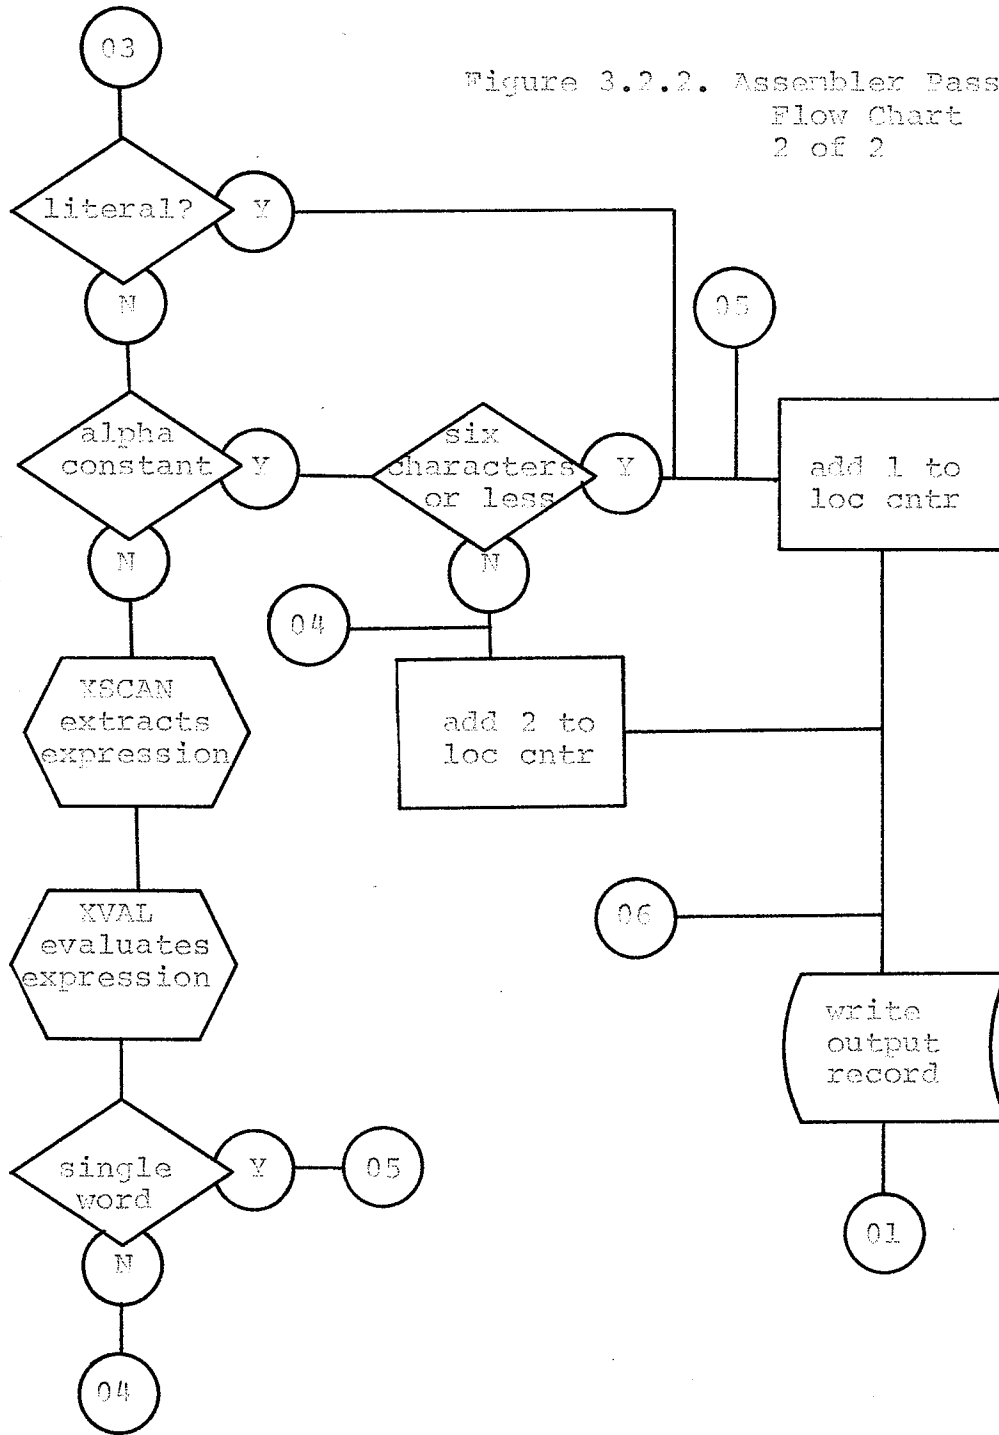 03
Figure 3.2.2. Assembler Pass
Flow Chart
2 of 2
literal?
Y
N
05
alpha
constant
Y
six
characters
or less
Y
add 1 to
loc cntr
N
N
04
XSCAN
extracts
expression
add 2 to
loc cntr
XVAL
evaluates
expression
06
write
output
record
single
word
Y
05
N
01
04